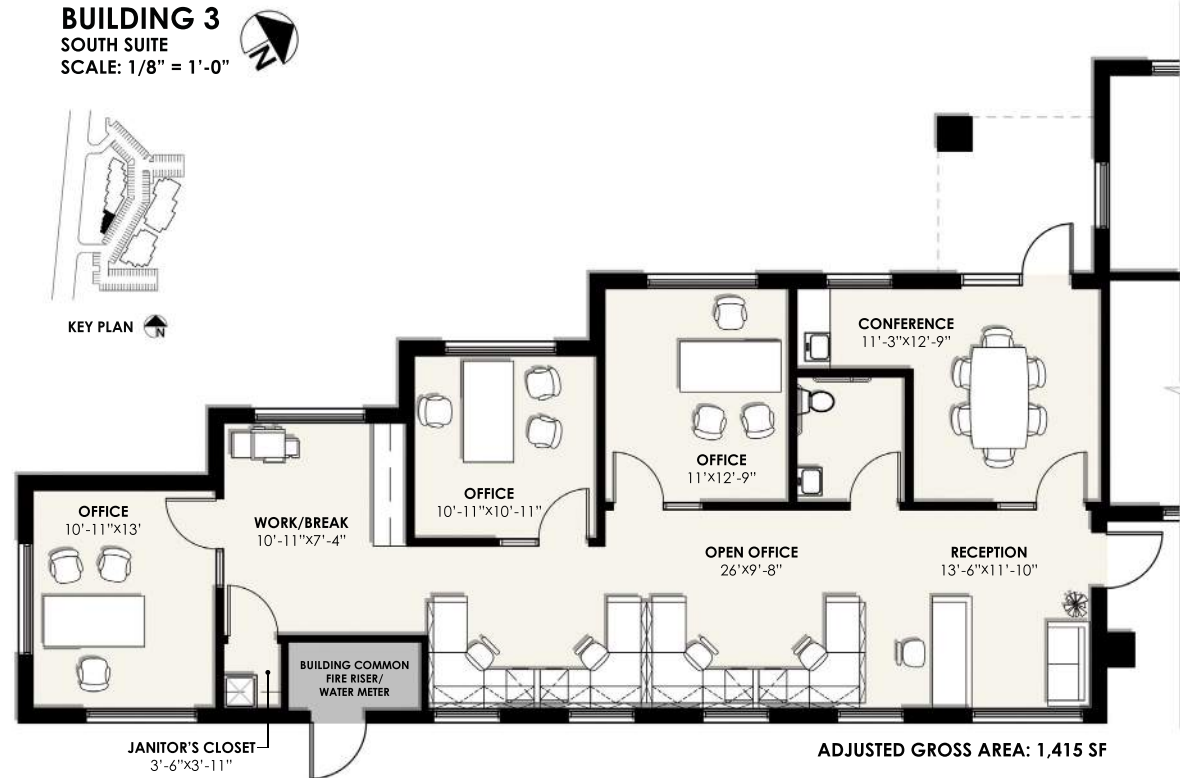 BUILDING 3
SOUTH SUITE
SCALE: 1/8" = 1'-0"
N
KEY PLAN
N
CONFERENCE
11'-3"x12'-9"
OFFICE
11'x12'-9"
OFFICE
10'-11"x10'-11"
OFFICE
10'-11"x13'
WORK/BREAK
10'-11"x7'-4"
OPEN OFFICE
26'x9'-8"
RECEPTION
13'-6"x11'-10"
BUILDING COMMON
FIRE RISER/
WATER METER
JANITOR'S CLOSET
3'-6"x3'-11"
ADJUSTED GROSS AREA: 1,415 SF